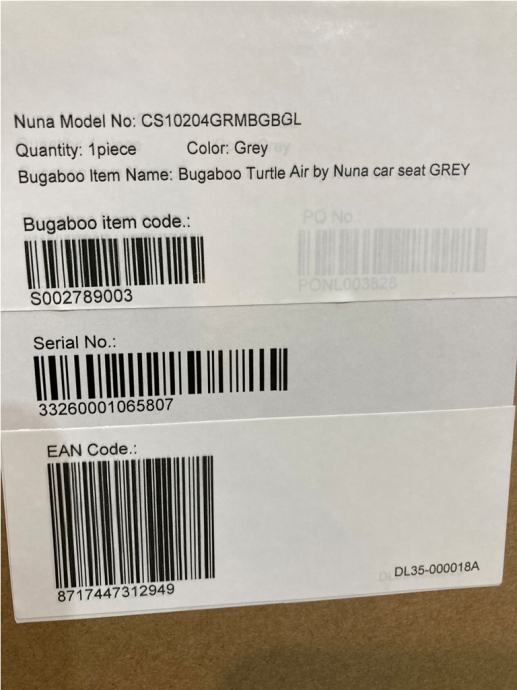 Nuna Model No: CS10204GRMBGBGL
Quantity: 1piece Color: Grey
Bugaboo Item Name: Bugaboo Turtle Air by Nuna car seat GREY
Bugaboo item code.:
PO No.:
S002789003
PONL003828
Serial No.:
33260001065807
EAN Code.:
8717447312949
DL35-000018A